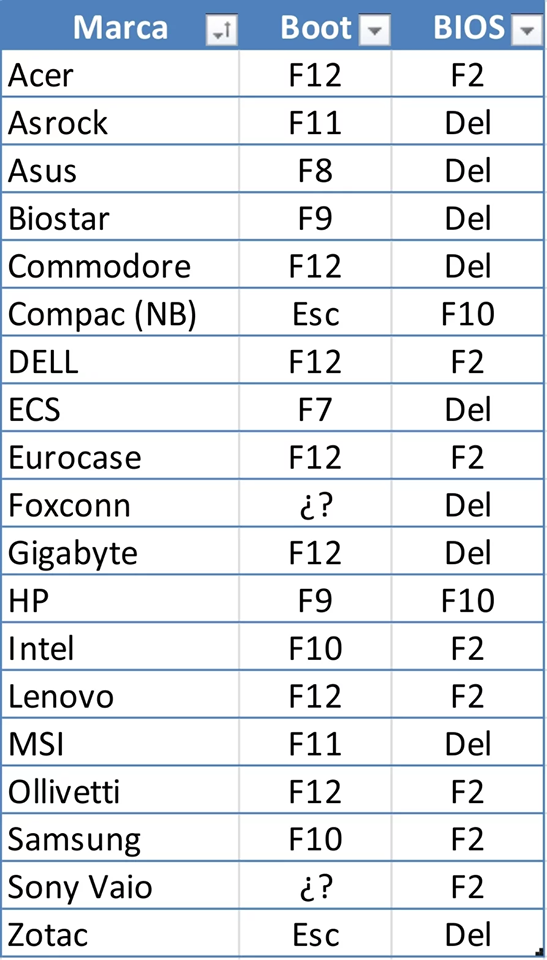 Marca Boot BIOS
Acer F12 F2
Asrock F11 Del
Asus F8 Del
Biostar F9 Del
Commodore F12 Del
Compac (NB) Esc F10
DELL F12 F2
ECS F7 Del
Eurocase F12 F2
Foxconn ¿? Del
Gigabyte F12 Del
HP F9 F10
Intel F10 F2
Lenovo F12 F2
MSI F11 Del
Ollivetti F12 F2
Samsung F10 F2
Sony Vaio ¿? F2
Zotac Esc Del